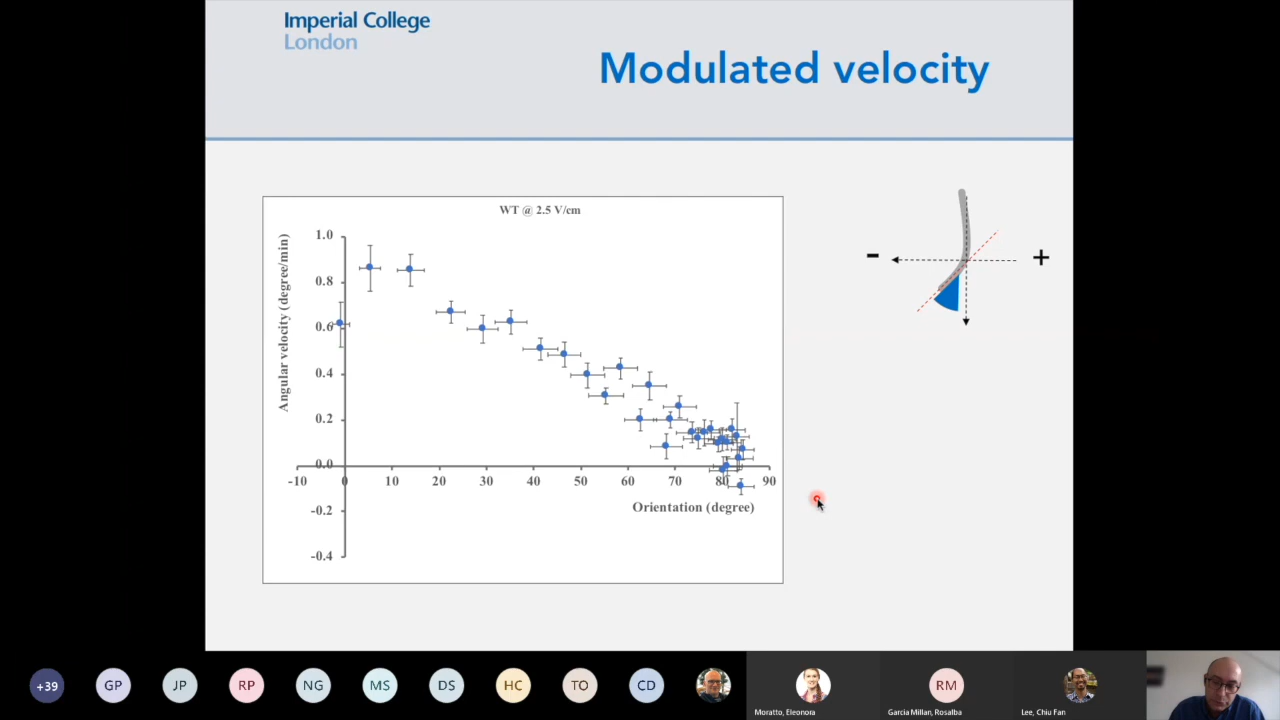 Imperial College
London
Modulated velocity
WT @ 2.5 V/cm
Angular velocity (degree/min)
1.0
0.8
0.6
0.4
0.2
0.0
-0.2
-0.4
-10 0 10 20 30 40 50 60 70 80 90
Orientation (degree)
- +
+39 GP JP RP NG MS DS HC TO CD RM
Moratto, Eleonora
Garcia Millan, Rosalba
Lee, Chiu Fan